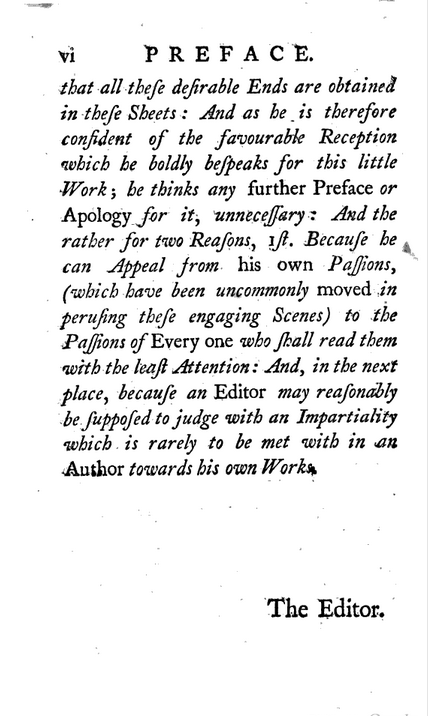 vi PREFACE.
that all theſe deſirable Ends are obtained
in theſe Sheets: And as he is therefore
confident of the favourable Reception
which he boldly beſpeaks for this little
Work; he thinks any further Preface or
Apology for it, unneceſſary: And the
rather for two Reaſons, 1ſt. Becauſe he
can Appeal from his own Paſſions,
(which have been uncommonly moved in
peruſing theſe engaging Scenes) to the
Paſſions of Every one who ſhall read them
with the leaſt Attention: And, in the next
place, becauſe an Editor may reaſonably
be ſuppoſed to judge with an Impartiality
which is rarely to be met with in an
Author towards his own Works.
The Editor.